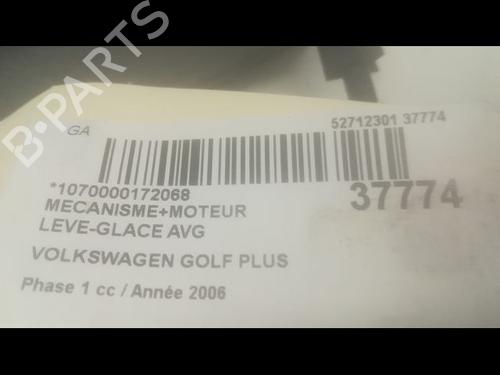 B-PARTS
GA
52712301 37774
*1070000172068
37774
MECANISME+MOTEUR
LEVE-GLACE AVG
VOLKSWAGEN GOLF PLUS
Phase 1 cc / Année 2006